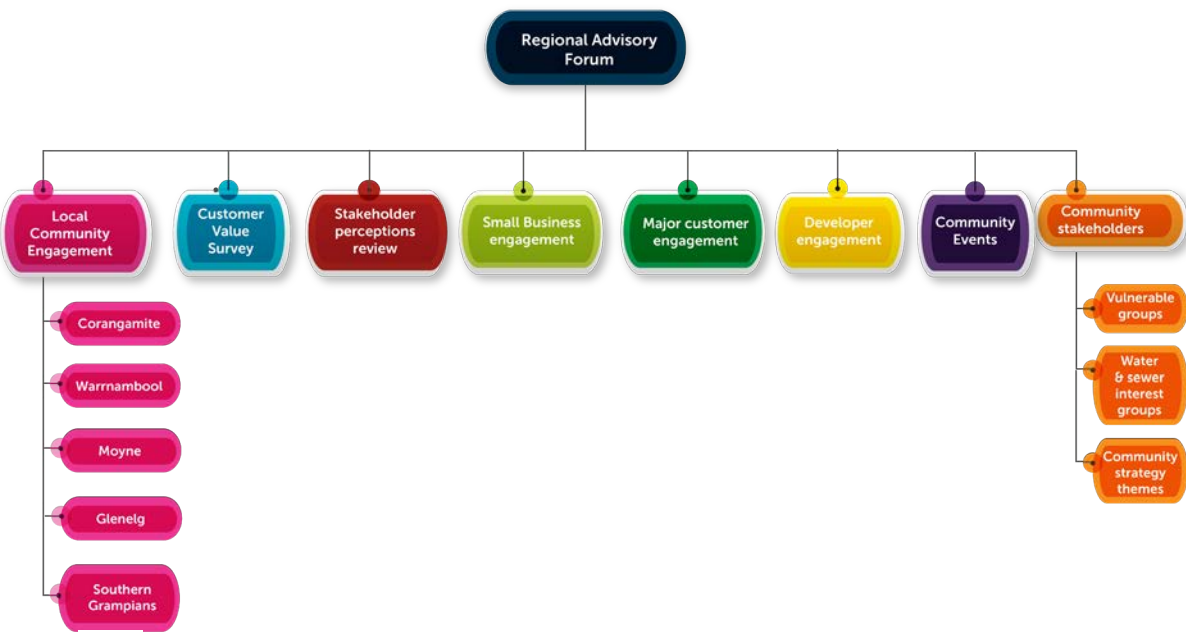 Regional Advisory
Forum
Local
Community
Engagement
Customer
Value
Survey
Stakeholder
perceptions
review
Small Business
engagement
Major customer
engagement
Developer
engagement
Community
Events
Community
stakeholders
Corangamite
Warrnambool
Moyne
Glenelg
Southern
Grampians
Vulnerable
groups
Water
& sewer
interest
groups
Community
strategy
themes